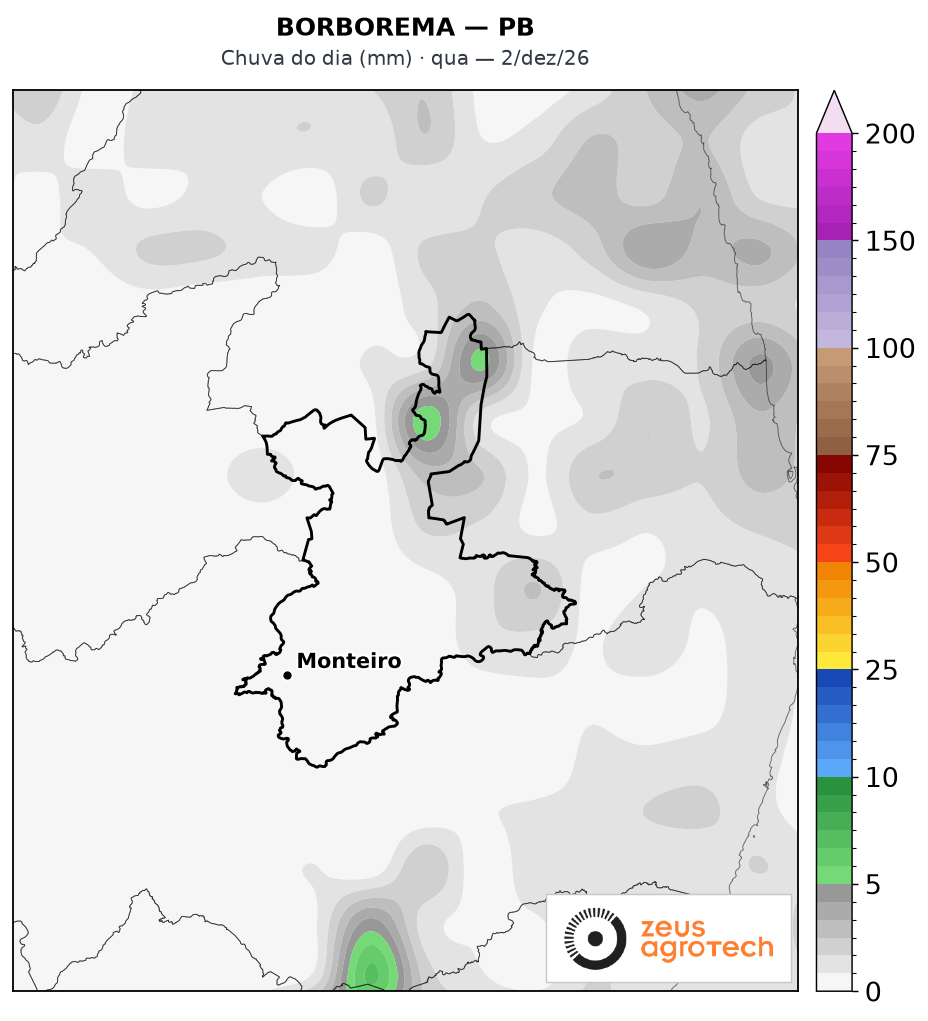 BORBOREMA — PB
Chuva do dia (mm) · qua — 2/dez/26
200
150
100
75
50
25
10
5
0
Monteiro
zeus
agrotech